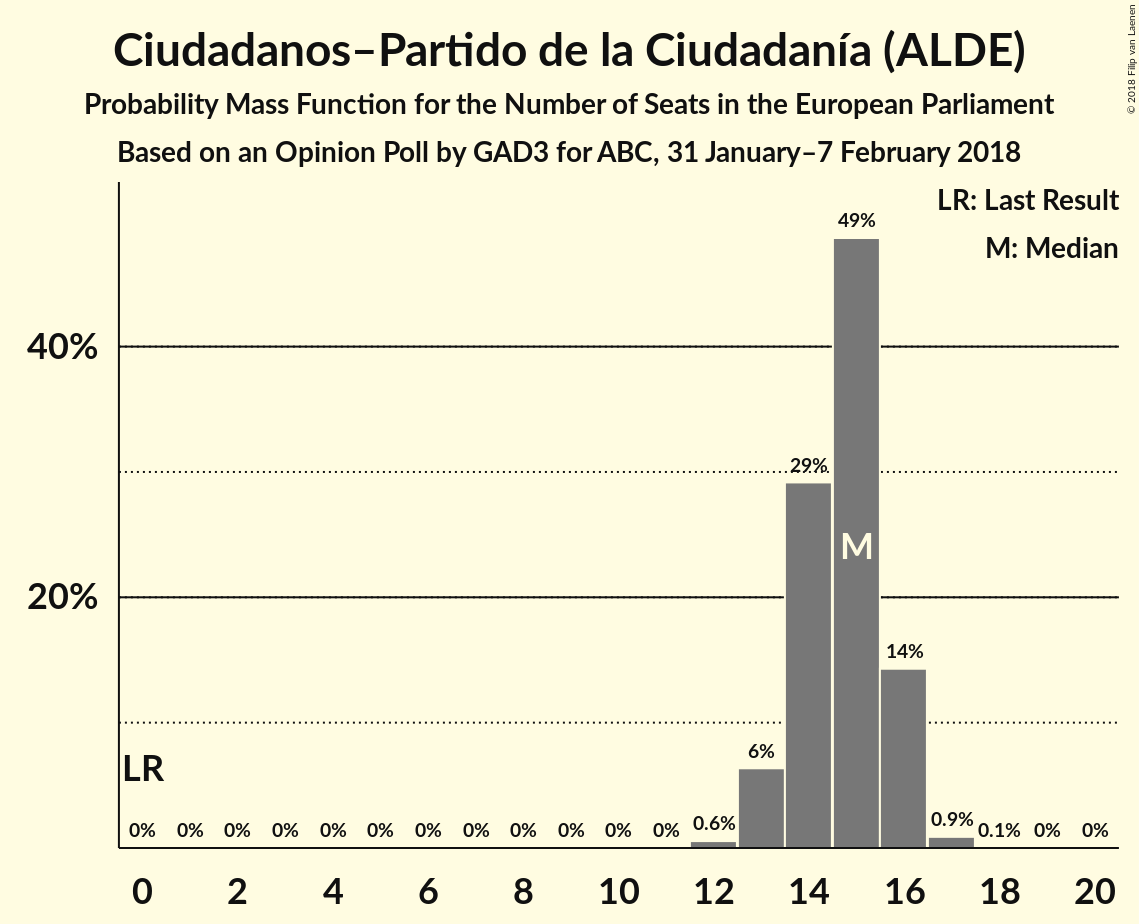 Ciudadanos–Partido de la Ciudadanía (ALDE)
Probability Mass Function for the Number of Seats in the European Parliament
Based on an Opinion Poll by GAD3 for ABC, 31 January–7 February 2018
© 2018 Filip van Laenen
LR: Last Result
M: Median
49%
40%
29%
M
20%
14%
6%
LR
0% 0% 0% 0% 0% 0% 0% 0% 0% 0% 0% 0% 0.6% 0.9% 0.1% 0% 0%
0 2 4 6 8 10 12 14 16 18 20